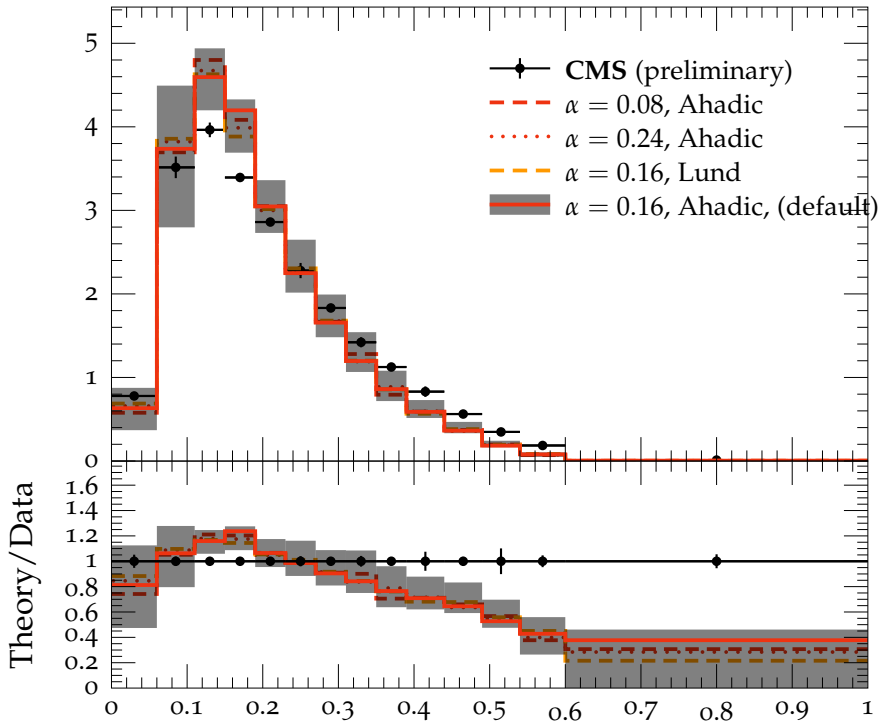 5
4
3
2
1
0
CMS (preliminary)
α = 0.08, Ahadic
α = 0.24, Ahadic
α = 0.16, Lund
α = 0.16, Ahadic, (default)
Theory/Data
1.6
1.4
1.2
1
0.8
0.6
0.4
0.2
0
0 0.1 0.2 0.3 0.4 0.5 0.6 0.7 0.8 0.9 1